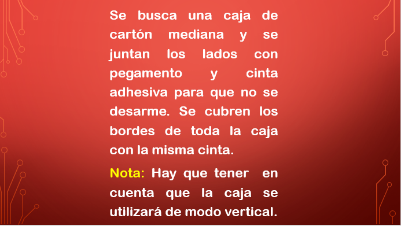 Se busca una caja de
cartón mediana y se
juntan los lados con
pegamento y cinta
adhesiva para que no se
desarme. Se cubren los
bordes de toda la caja
con la misma cinta.
Nota: Hay que tener en
cuenta que la caja se
utilizará de modo vertical.